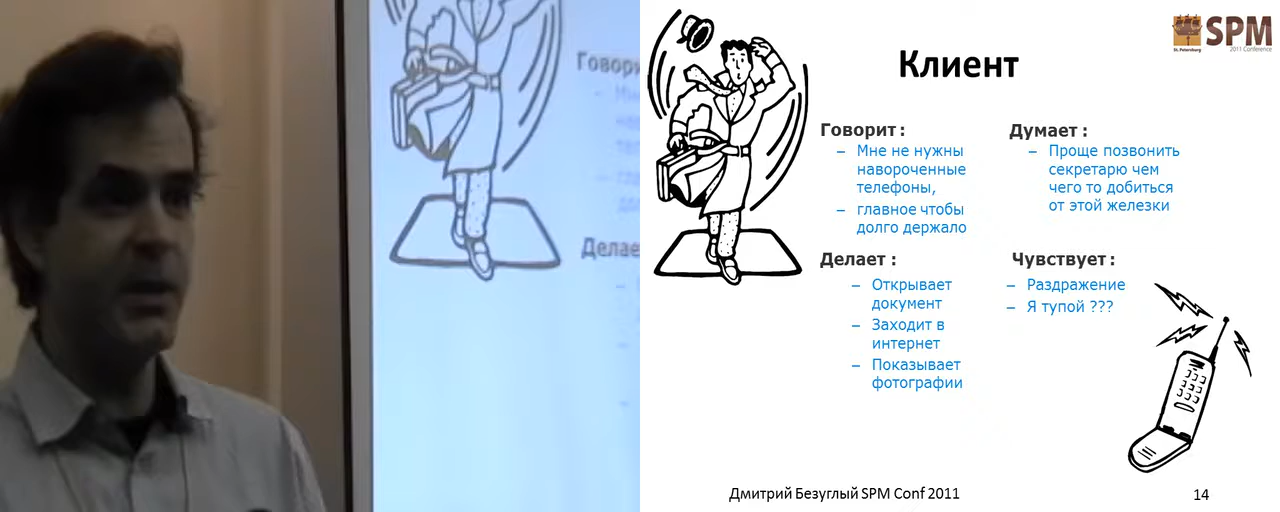 Клиент
SPM
St. Petersburg
2011 Conference
Говорит :
– Мне не нужны
навороченные
телефоны,
– главное чтобы
долго держало
Думает :
– Проще позвонить
секретарю чем
чего то добиться
от этой железки
Делает :
– Открывает
документ
– Заходит в
интернет
– Показывает
фотографии
Чувствует :
– Раздражение
– Я тупой ???
Дмитрий Безуглый SPM Conf 2011
14
Делае